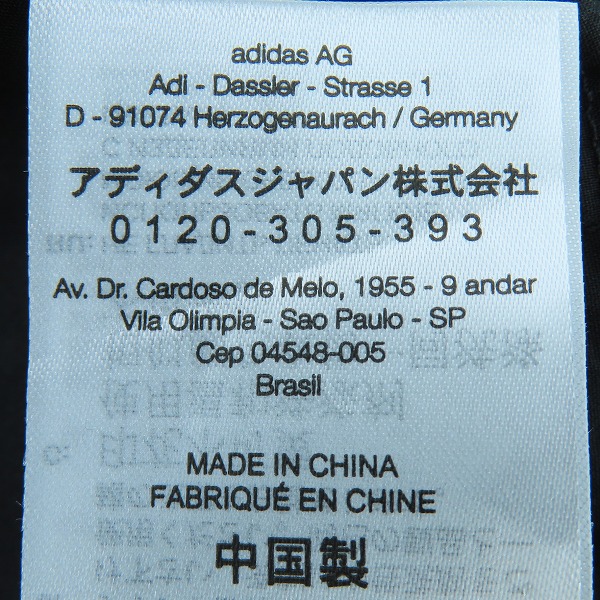 adidas AG
Adi - Dassler - Strasse 1
D - 91074 Herzogenaurach / Germany
アディダスジャパン株式会社
0120-305-393
Av. Dr. Cardoso de Melo, 1955 - 9 andar
Vila Olimpia - Sao Paulo - SP
Cep 04548-005
Brasil
MADE IN CHINA
FABRIQUÉ EN CHINE
中国製